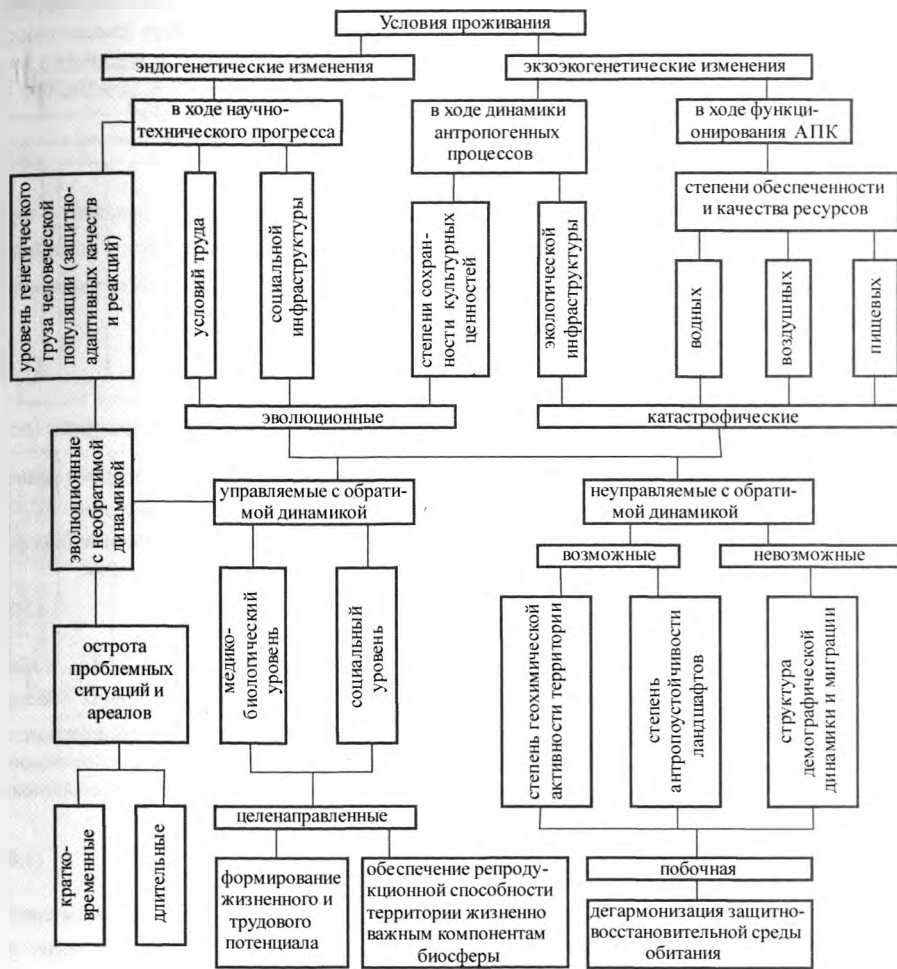 Условия проживания
эндогенетические изменения
экзоэкогенетические изменения
в ходе научно-
технического прогресса
в ходе динамики
антропогенных
процессов
в ходе функци-
онирования АПК
уровень генетического
груза человеческой
популяции (защитно-
адаптивных качеств
и реакций)
условий труда
социальной
инфраструктуры
степени сохран-
ности культурных
ценностей
экологической
инфраструктуры
степени обеспеченности
и качества ресурсов
водных
воздушных
пищевых
эволюционные
катастрофические
эволюционные
с необратимой
динамикой
управляемые с обрати-
мой динамикой
неуправляемые с обрати-
мой динамикой
возможные
невозможные
острота
проблемных
ситуаций и
ареалов
медико-
биологический
уровень
социальный
уровень
степень геохимической
активности территории
степень
антропоустойчивости
ландшафтов
структура
демографической
динамики и миграции
кратко-
временные
длительные
целенаправленные
побочная
формирование
жизненного и
трудового
потенциала
обеспечение репроду-
кционной способности
территории жизненно
важным компонентам
биосферы
дегармонизация защитно-
восстановительной среды
обитания